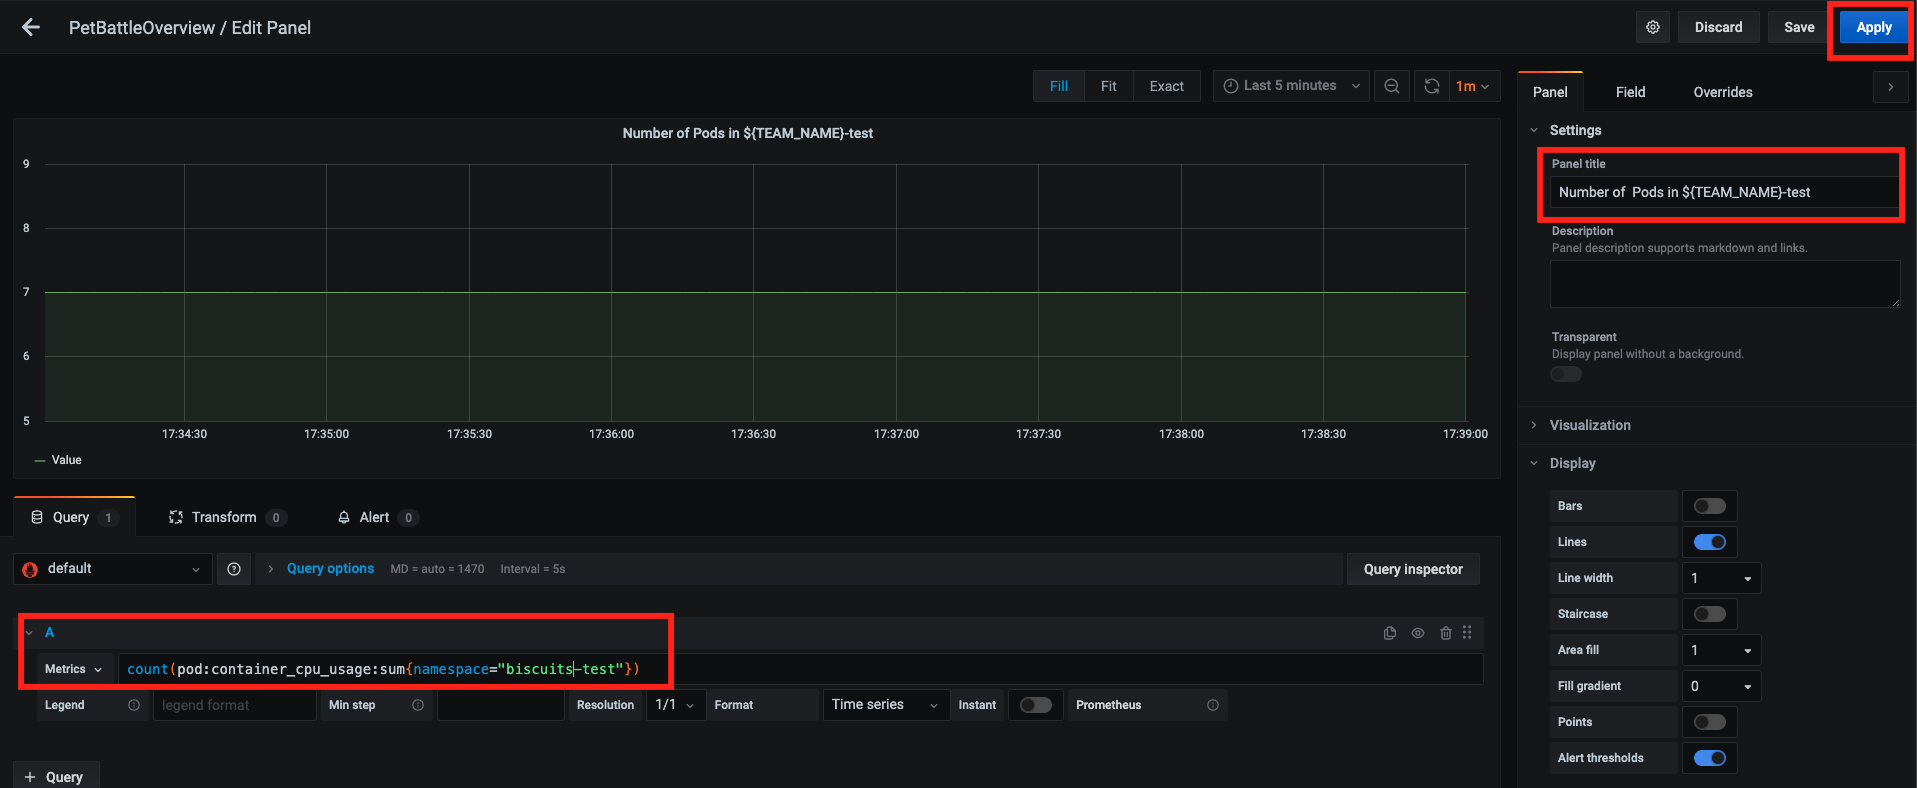 PetBattleOverview / Edit Panel
Discard
Save
Apply
Fill
Fit
Exact
Last 5 minutes
1m
Number of Pods in ${TEAM_NAME}-test
9
8
7
6
5
17:34:30
17:35:00
17:35:30
17:36:00
17:36:30
17:37:00
17:37:30
17:38:00
17:38:30
17:39:00
Value
Query 1
Transform 0
Alert 0
default
Query options
MD = auto = 1470
Interval = 5s
Query inspector
A
Metrics
count(pod:container_cpu_usage:sum{namespace="biscuits-test"})
Legend
legend format
Min step
Resolution
1/1
Format
Time series
Instant
Prometheus
+ Query
Panel
Field
Overrides
Settings
Panel title
Number of  Pods in ${TEAM_NAME}-test
Description
Panel description supports markdown and links.
Transparent
Display panel without a background.
Visualization
Display
Bars
Lines
Line width
1
Staircase
Area fill
1
Fill gradient
0
Points
Alert thresholds